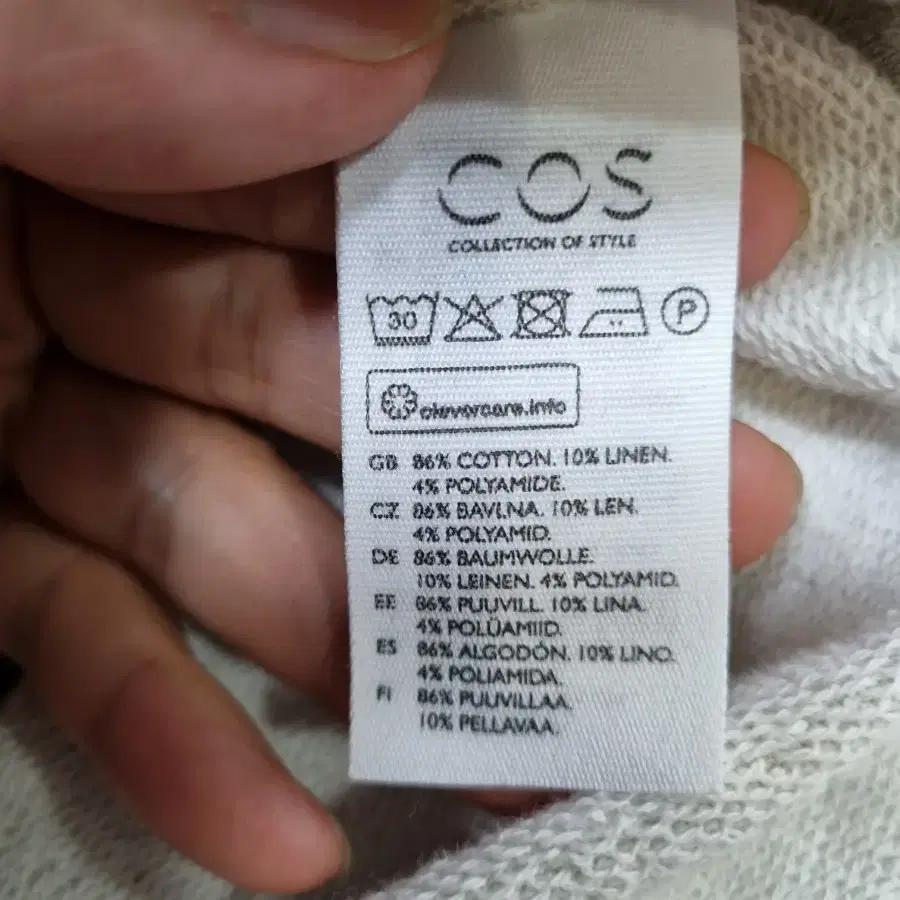 COS
COLLECTION OF STYLE
30
P
clevercare.info
GB 86% COTTON. 10% LINEN.
4% POLYAMIDE.
CZ 86% BAVLNA. 10% LEN.
4% POLYAMID.
DE 86% BAUMWOLLE.
10% LEINEN. 4% POLYAMID.
EE 86% PUUVILL. 10% LINA.
4% POLÜAMIID.
ES 86% ALGODÓN. 10% LINO.
4% POLIAMIDA.
FI 86% PUUVILLAA.
10% PELLAVAA.